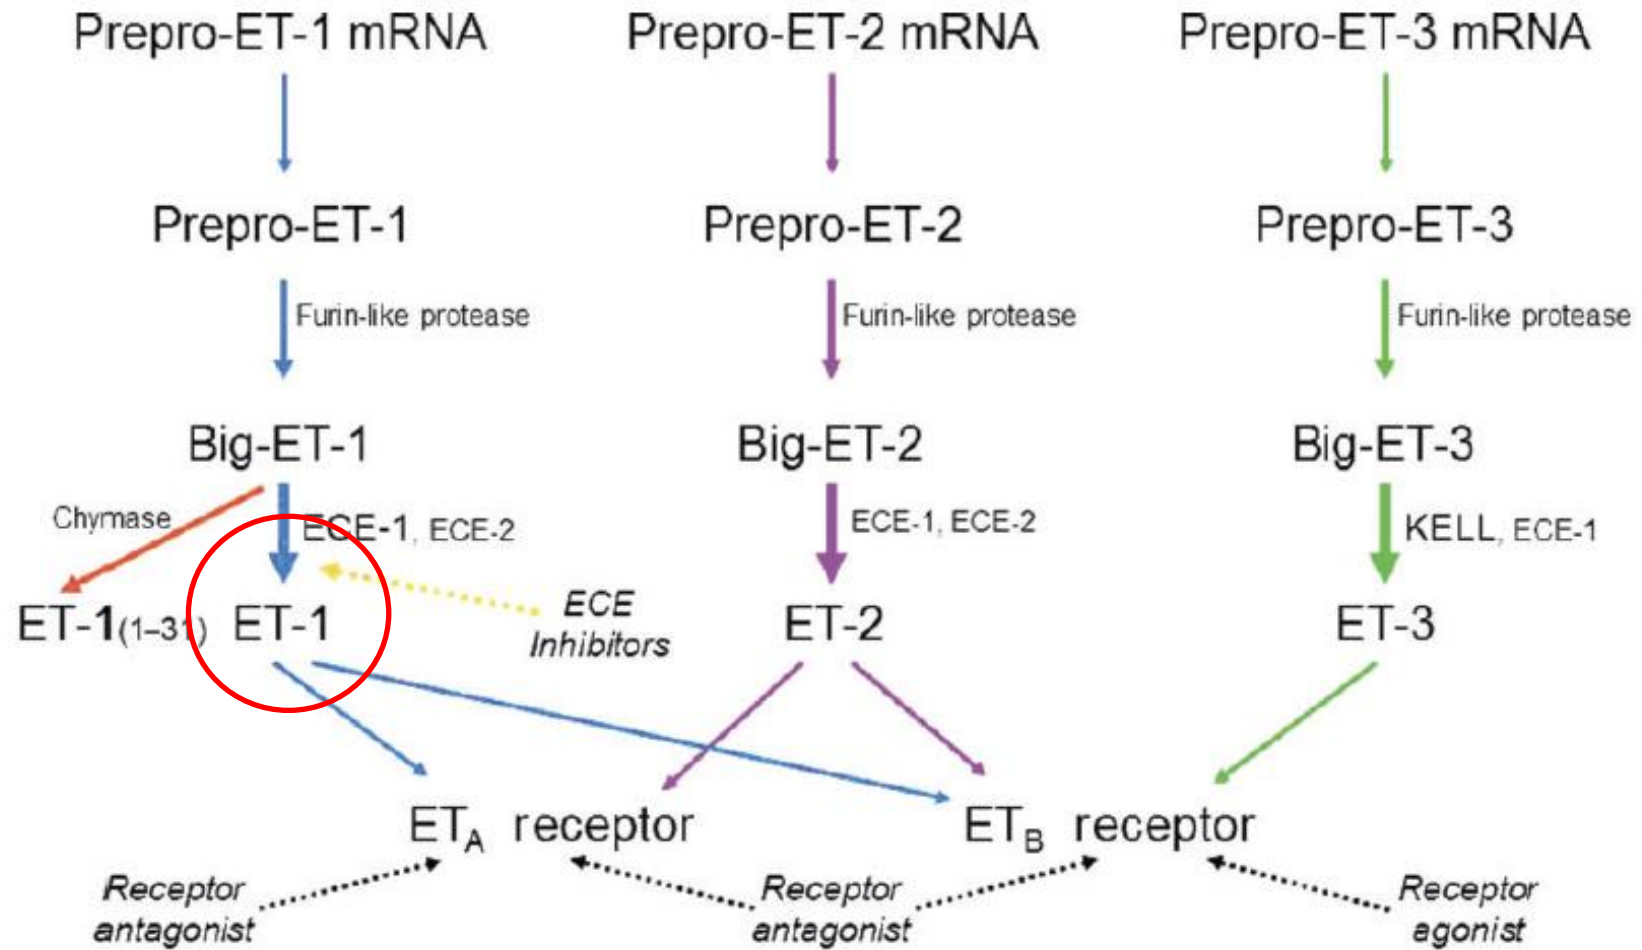 Prepro-ET-1 mRNA
Prepro-ET-2 mRNA
Prepro-ET-3 mRNA
Prepro-ET-1
Prepro-ET-2
Prepro-ET-3
Furin-like protease
Furin-like protease
Furin-like protease
Big-ET-1
Big-ET-2
Big-ET-3
Chymase
ECE-1, ECE-2
ECE-1, ECE-2
KELL, ECE-1
ET-1(1–31)
ET-1
ECE
Inhibitors
ET-2
ET-3
ETA receptor
ETB receptor
Receptor
antagonist
Receptor
antagonist
Receptor
agonist